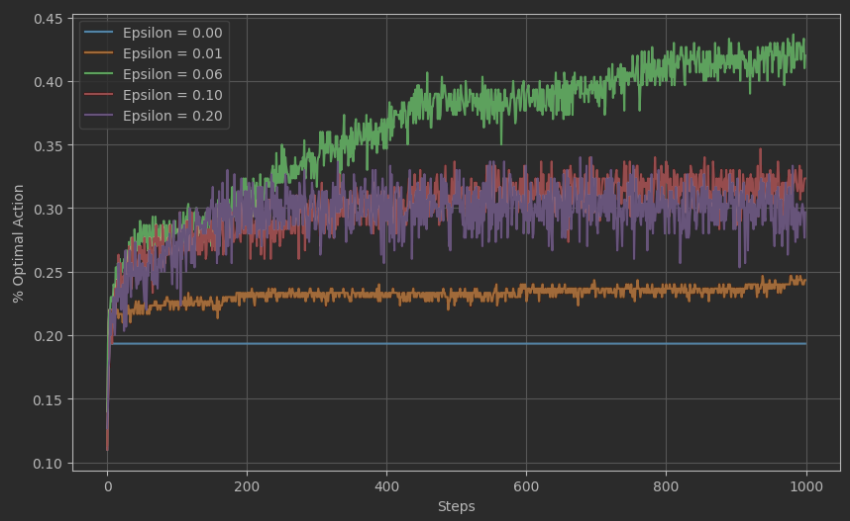 Epsilon = 0.00
Epsilon = 0.01
Epsilon = 0.06
Epsilon = 0.10
Epsilon = 0.20
% Optimal Action
0.45
0.40
0.35
0.30
0.25
0.20
0.15
0.10
0 200 400 600 800 1000
Steps